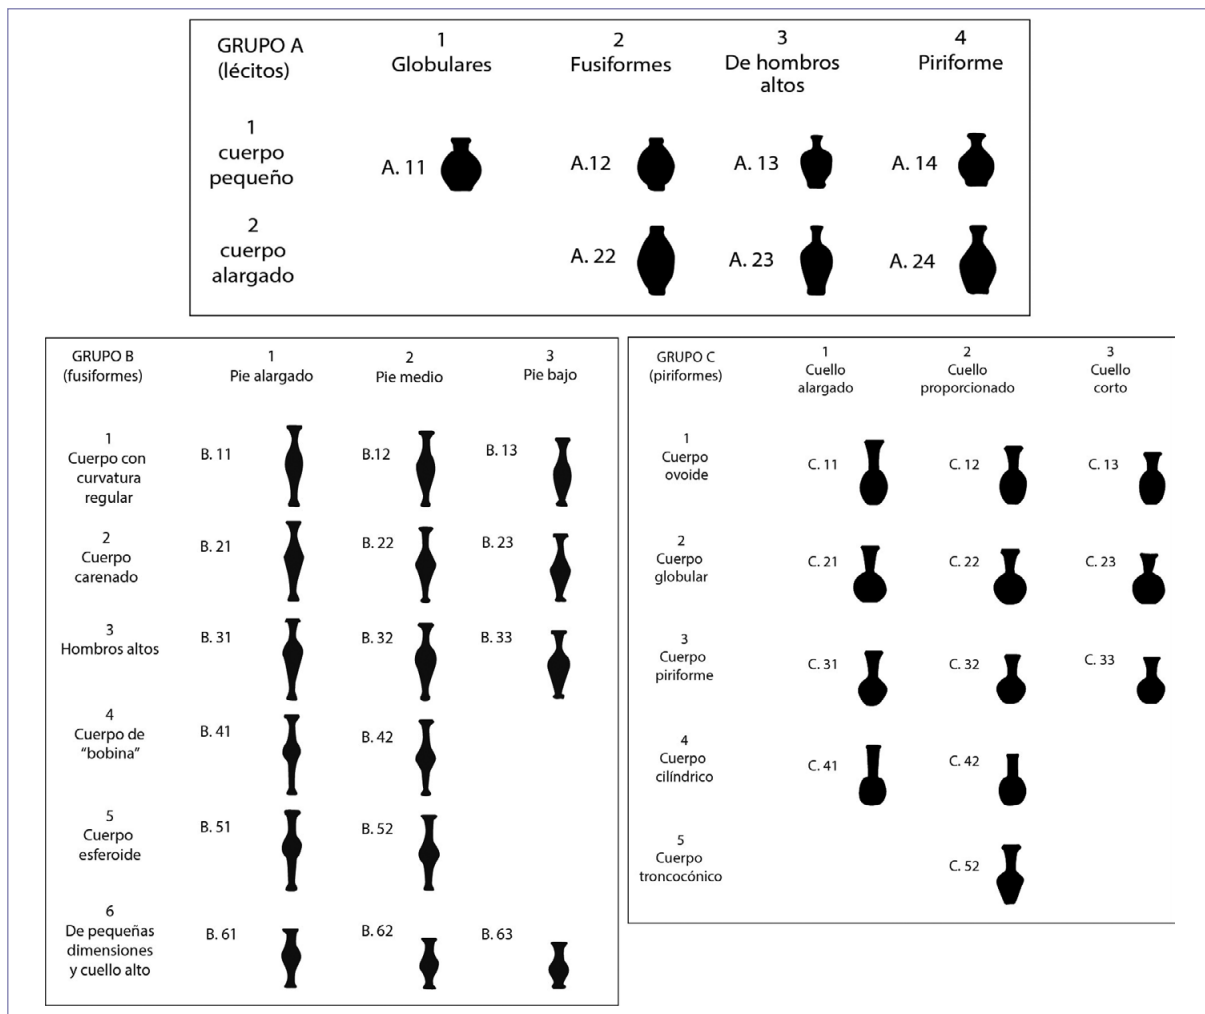 GRUPO A
(lécitos)
1
Globulares
2
Fusiformes
3
De hombros
altos
4
Piriforme
1
cuerpo
pequeño
A. 11
A.12
A. 13
A. 14
2
cuerpo
alargado
A. 22
A. 23
A. 24
GRUPO B
(fusiformes)
1
Pie alargado
2
Pie medio
3
Pie bajo
1
Cuerpo con
curvatura
regular
B. 11
B.12
B. 13
2
Cuerpo
carenado
B. 21
B. 22
B. 23
3
Hombros altos
B. 31
B. 32
B. 33
4
Cuerpo de
“bobina”
B. 41
B. 42
5
Cuerpo
esferoide
B. 51
B. 52
6
De pequeñas
dimensiones
y cuello alto
B. 61
B. 62
B. 63
GRUPO C
(piriformes)
1
Cuello
alargado
2
Cuello
proporcionado
3
Cuello
corto
1
Cuerpo
ovoide
C. 11
C. 12
C. 13
2
Cuerpo
globular
C. 21
C. 22
C. 23
3
Cuerpo
piriforme
C. 31
C. 32
C. 33
4
Cuerpo
cilíndrico
C. 41
C. 42
5
Cuerpo
troncocónico
C. 52